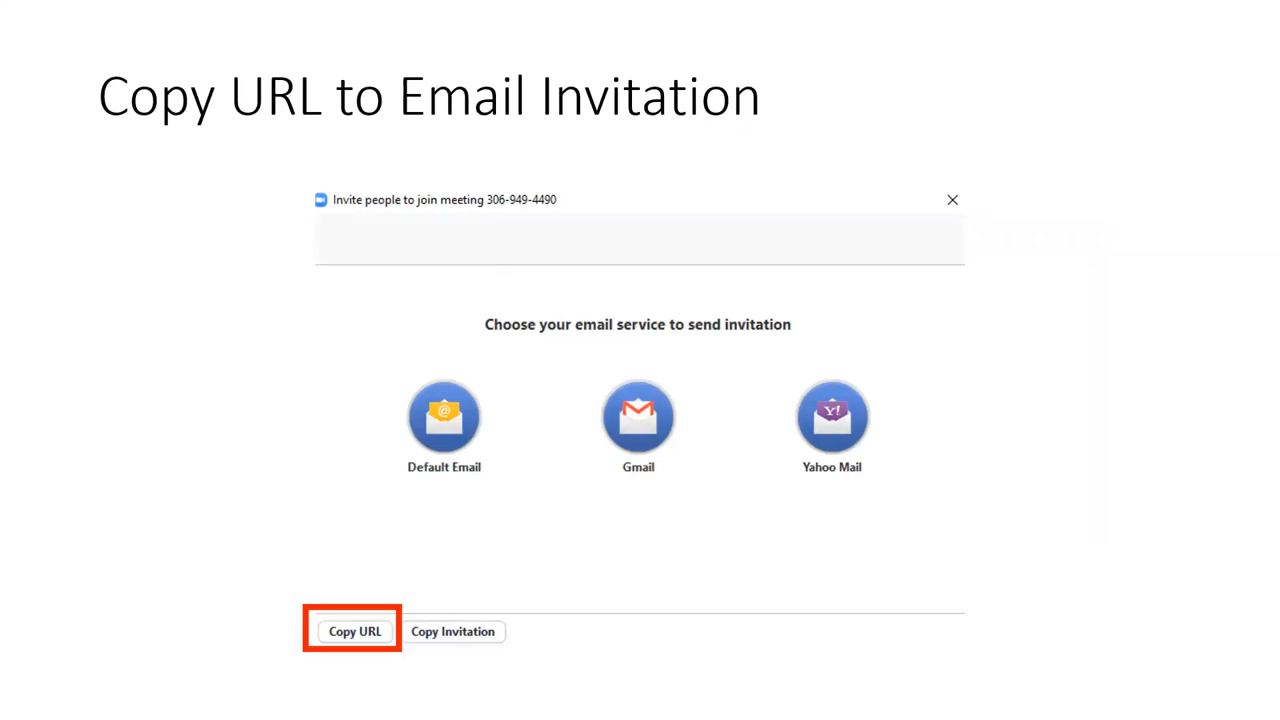 Copy URL to Email Invitation
Invite people to join meeting 306-949-4490
Choose your email service to send invitation
@
Y!
Default Email
Gmail
Yahoo Mail
Copy URL
Copy Invitation